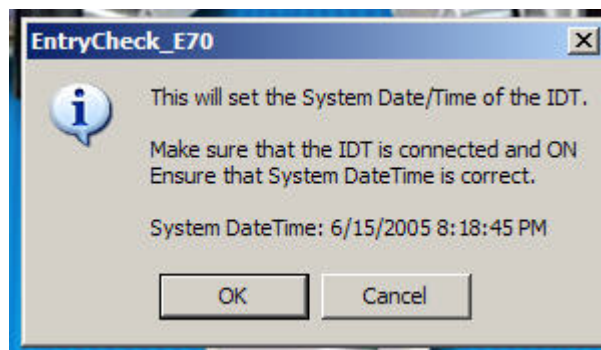 EntryCheck_E70
This will set the System Date/Time of the IDT.
Make sure that the IDT is connected and ON
Ensure that System DateTime is correct.
System DateTime: 6/15/2005 8:18:45 PM
OK
Cancel